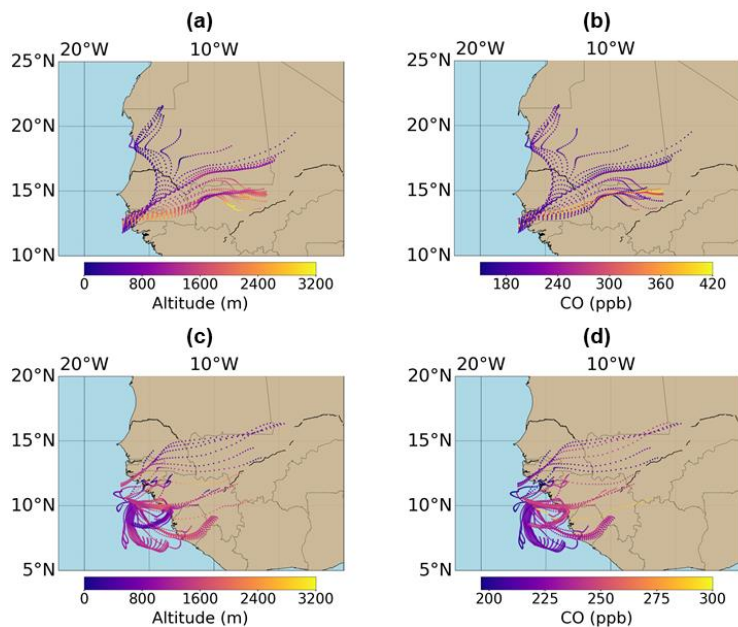 (a)
(b)
20°W 10°W
20°W 10°W
25°N
20°N
15°N
10°N
25°N
20°N
15°N
10°N
0 800 1600 2400 3200
Altitude (m)
180 240 300 360 420
CO (ppb)
(c)
(d)
20°W 10°W
20°W 10°W
20°N
15°N
10°N
5°N
20°N
15°N
10°N
5°N
0 800 1600 2400 3200
Altitude (m)
200 225 250 275 300
CO (ppb)